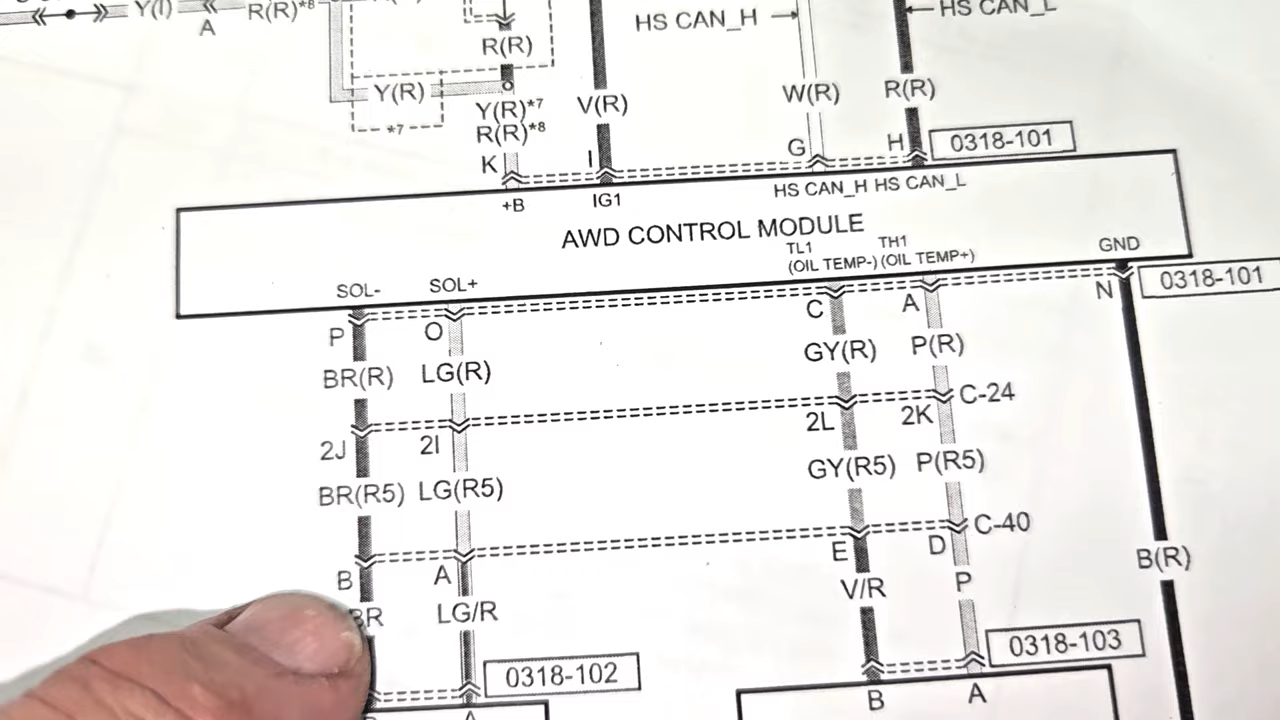 Y(I)
R(R)*8
A
HS CAN_H
HS CAN_L
R(R)
Y(R)
*7
Y(R)*7
R(R)*8
V(R)
W(R)
R(R)
K
I
G
H
0318-101
+B
IG1
HS CAN_H HS CAN_L
AWD CONTROL MODULE
TL1
(OIL TEMP-)
TH1
(OIL TEMP+)
GND
SOL-
SOL+
0318-101
P
O
C
A
N
BR(R)
LG(R)
GY(R)
P(R)
2J
2I
2L
2K
C-24
BR(R5)
LG(R5)
GY(R5)
P(R5)
B
A
E
D
C-40
BR
LG/R
V/R
P
B(R)
0318-102
0318-103
A
B
A